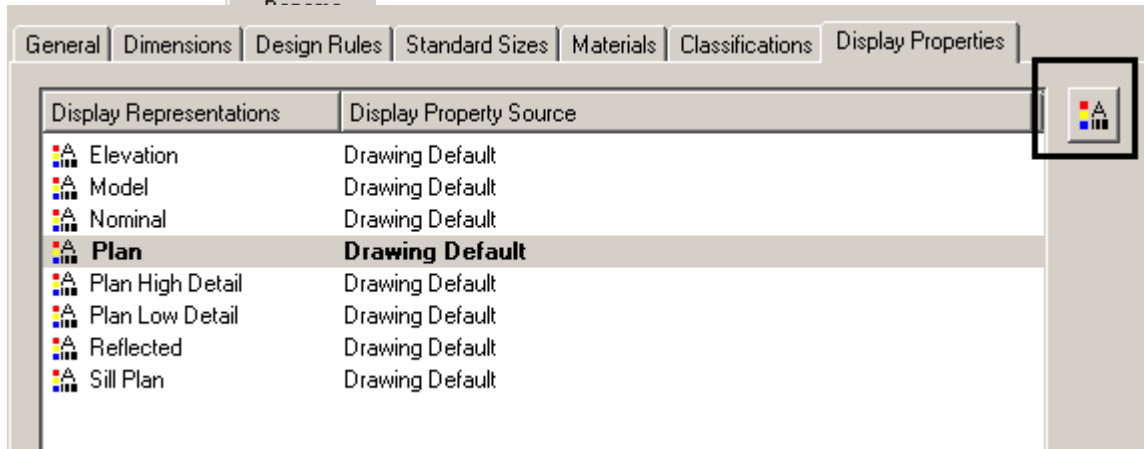 General Dimensions Design Rules Standard Sizes Materials Classifications Display Properties
Display Representations Display Property Source
Elevation Drawing Default
Model Drawing Default
Nominal Drawing Default
Plan Drawing Default
Plan High Detail Drawing Default
Plan Low Detail Drawing Default
Reflected Drawing Default
Sill Plan Drawing Default